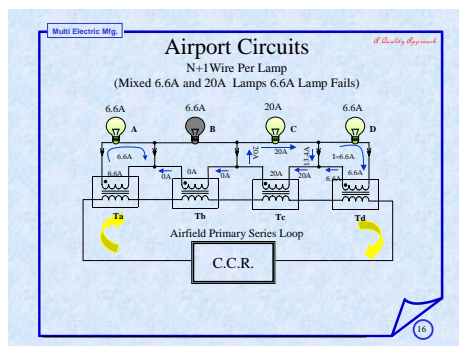 Multi Electric Mfg.
A Quality Approach
Airport Circuits
N+1Wire Per Lamp
(Mixed 6.6A and 20A Lamps 6.6A Lamp Fails)
6.6A 6.6A 20A 6.6A
A B C D
6.6A 20A 20A 13.4A I=6.6A
6.6A 0A 0A 0A 20A 20A 6.6A 6.6A
Ta Tb Tc Td
Airfield Primary Series Loop
C.C.R.
16